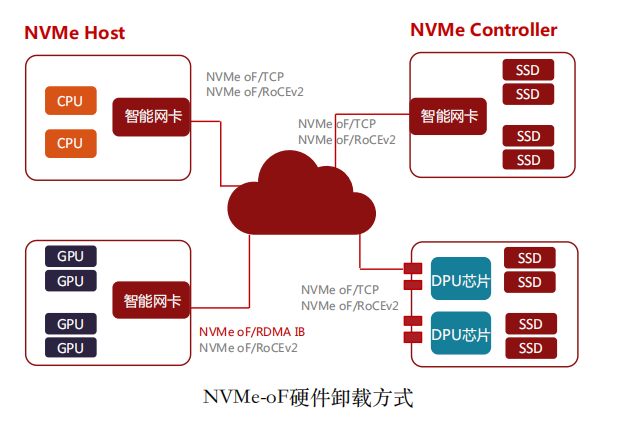 NVMe Host
NVMe Controller
CPU
CPU
智能网卡
NVMe oF/TCP
NVMe oF/RoCEv2
NVMe oF/TCP
NVMe oF/RoCEv2
智能网卡
SSD
SSD
SSD
SSD
GPU
GPU
GPU
GPU
智能网卡
NVMe oF/RDMA IB
NVMe oF/RoCEv2
NVMe oF/TCP
NVMe oF/RoCEv2
DPU芯片
DPU芯片
SSD
SSD
SSD
SSD
NVMe-oF硬件卸载方式